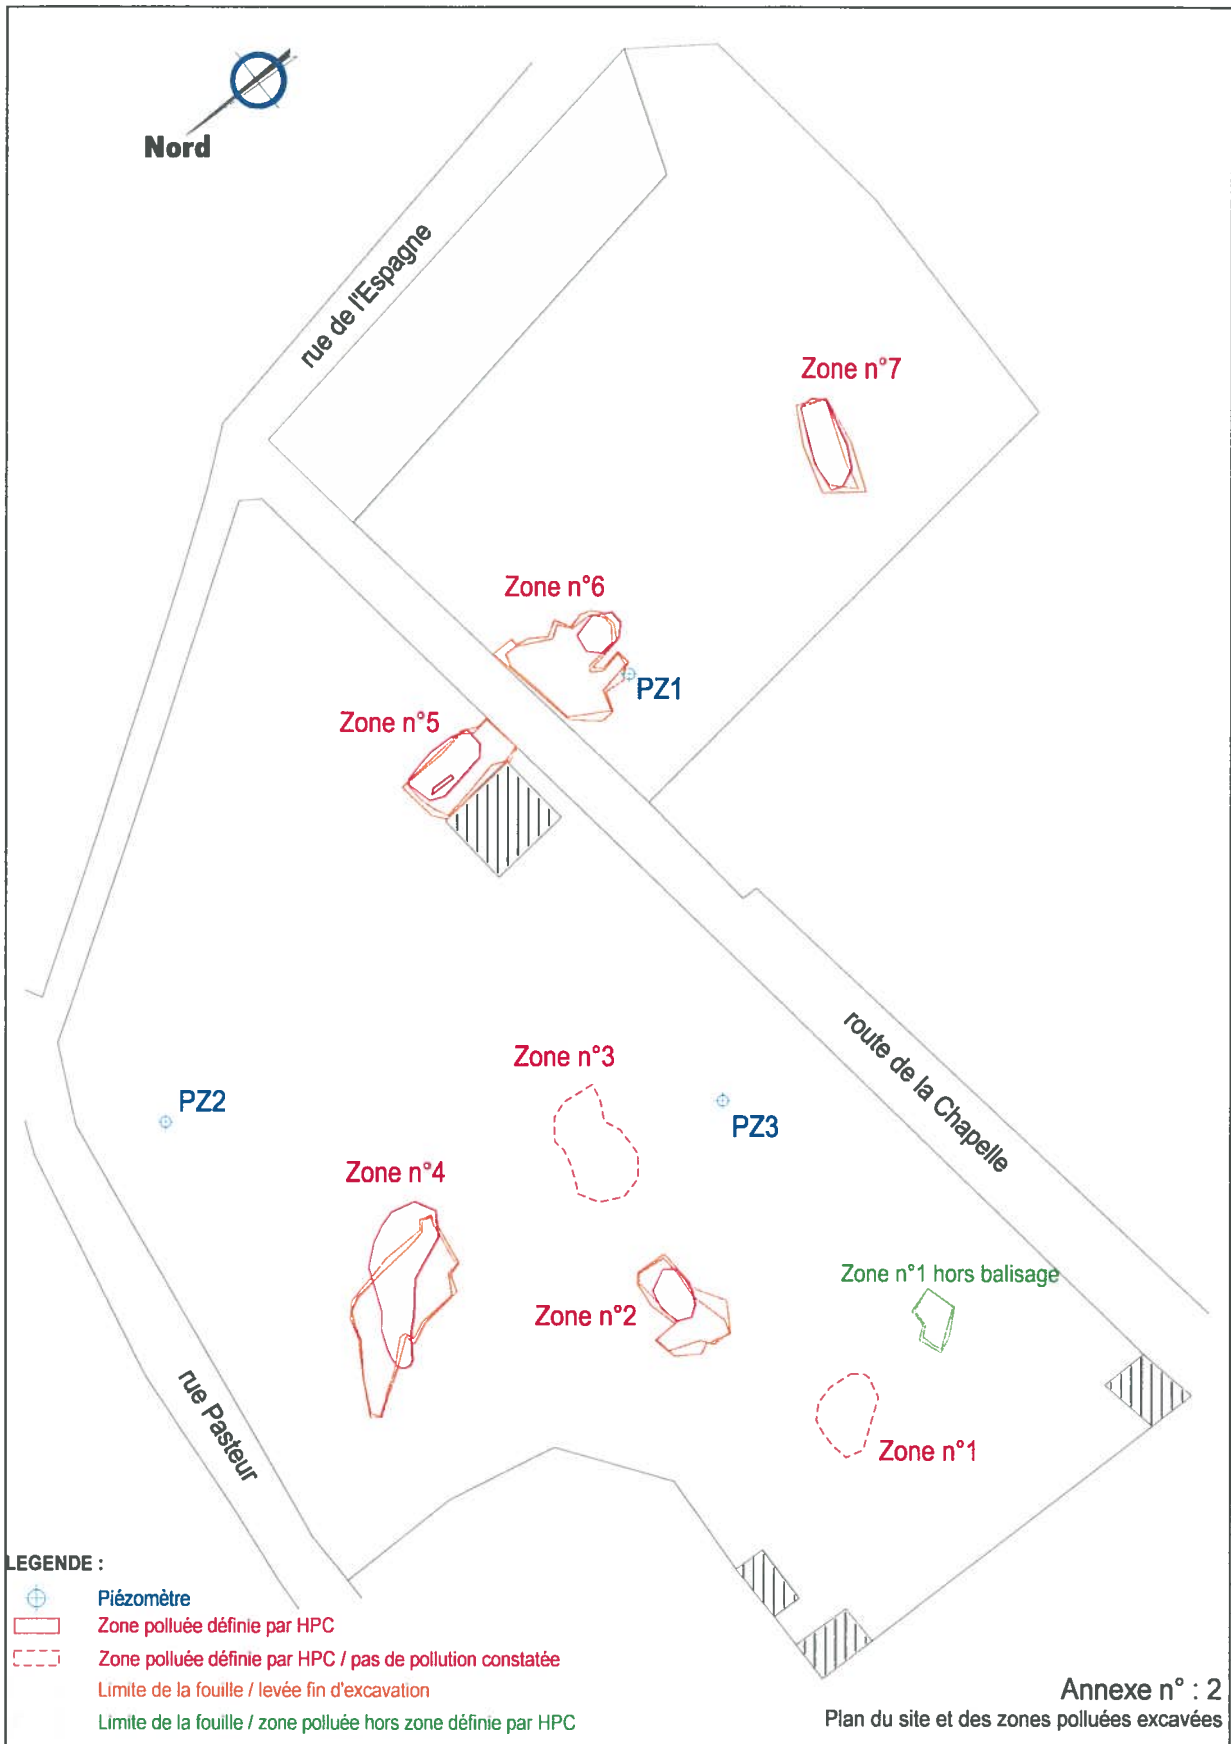 Nord
rue de l'Espagne
Zone n°7
Zone n°6
PZ1
Zone n°5
route de la Chapelle
Zone n°3
PZ2
PZ3
Zone n°4
Zone n°1 hors balisage
Zone n°2
rue Pasteur
Zone n°1
LEGENDE :
Piézomètre
Zone polluée définie par HPC
Zone polluée définie par HPC / pas de pollution constatée
Limite de la fouille / levée fin d'excavation
Limite de la fouille / zone polluée hors zone définie par HPC
Annexe n° : 2
Plan du site et des zones polluées excavées